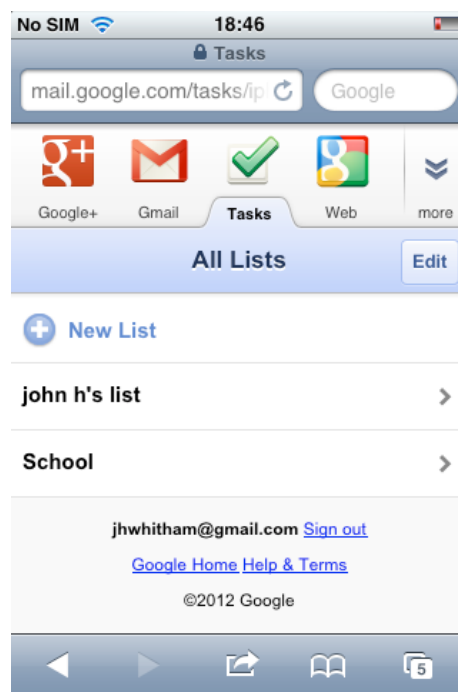 No SIM 18:46
Tasks
mail.google.com/tasks/ip Google
g+ M 8
Google+ Gmail Tasks Web more
All Lists Edit
New List
john h's list
School
jhwhitham@gmail.com Sign out
Google Home Help & Terms
©2012 Google
5